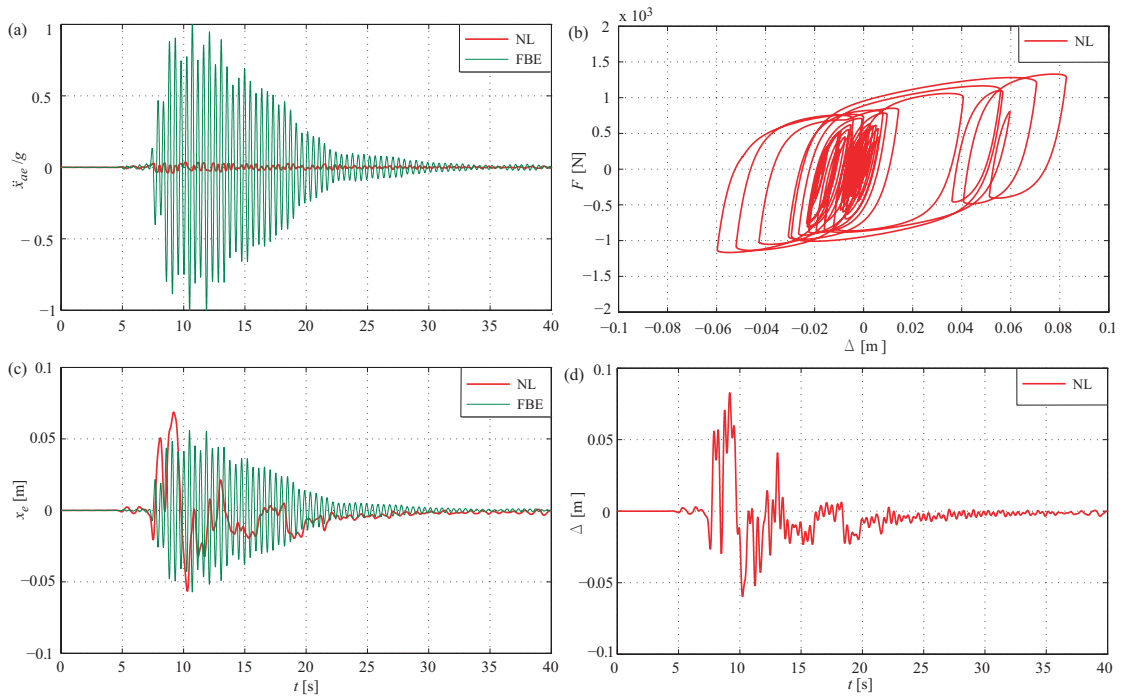 (a)
1
0.5
0
−0.5
−1
ẍae/g
0 5 10 15 20 25 30 35 40
NL
FBE
(b)
x 10³
2
1.5
1
0.5
0
−0.5
−1
−1.5
−2
F [N]
−0.1 −0.08 −0.06 −0.04 −0.02 0 0.02 0.04 0.06 0.08 0.1
Δ [m]
NL
(c)
0.1
0.05
0
−0.05
−0.1
xe [m]
0 5 10 15 20 25 30 35 40
t [s]
NL
FBE
(d)
0.1
0.05
0
−0.05
−0.1
Δ [m]
0 5 10 15 20 25 30 35 40
t [s]
NL